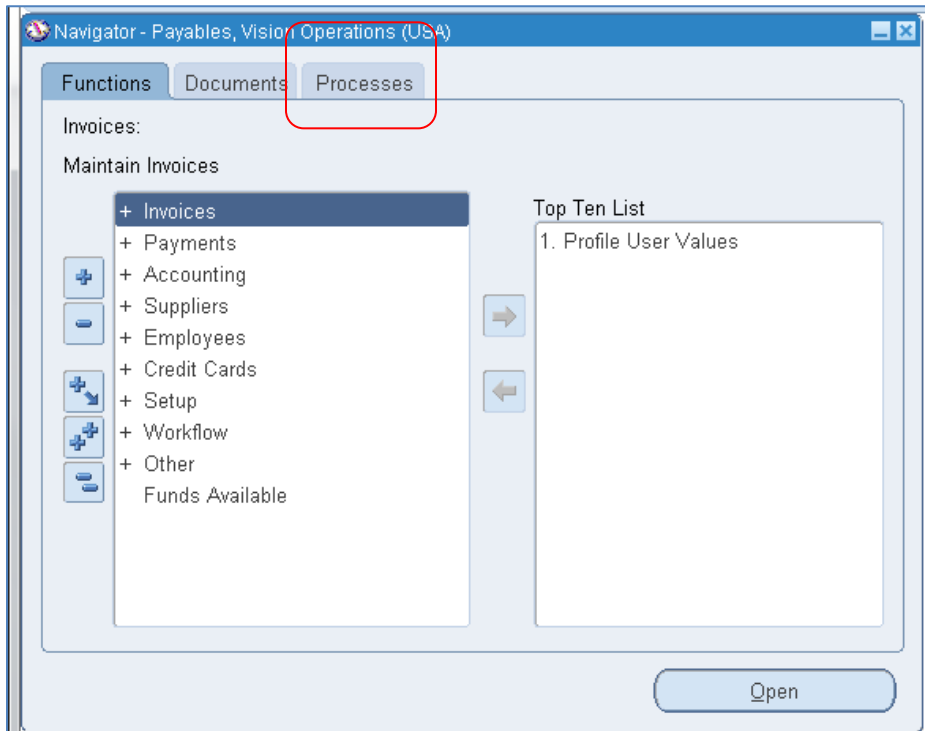 Navigator - Payables, Vision Operations (USA)
Functions Documents Processes
Invoices:
Maintain Invoices
+ Invoices
+ Payments
+ Accounting
+ Suppliers
+ Employees
+ Credit Cards
+ Setup
+ Workflow
+ Other
Funds Available
Top Ten List
1. Profile User Values
Open